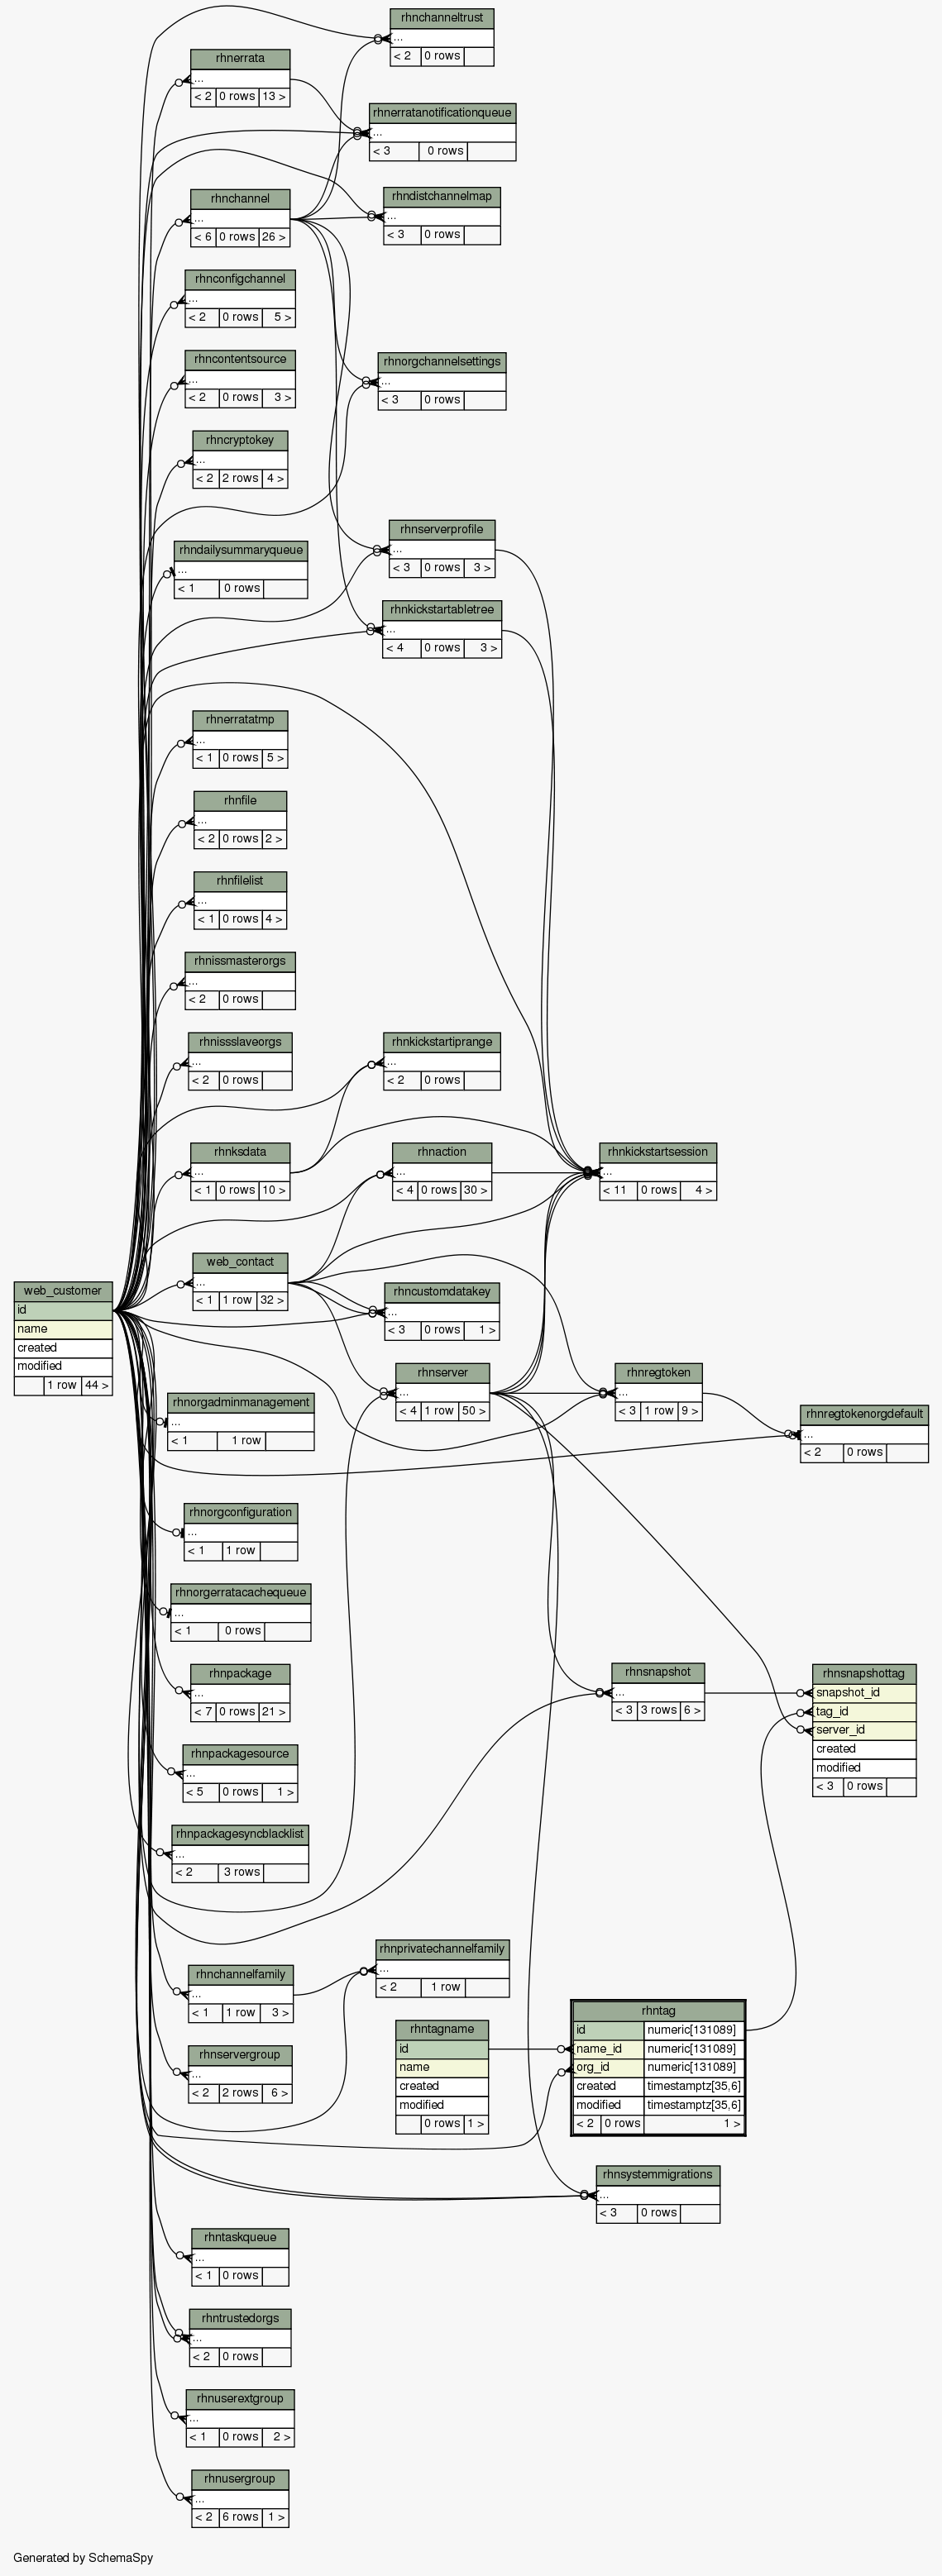 rhnchanneltrust
...
< 2 0 rows
rhnerrata
...
< 2 0 rows 13 >
rhnerratanotificationqueue
...
< 3 0 rows
rhnchannel
...
< 6 0 rows 26 >
rhndistchannelmap
...
< 3 0 rows
rhnconfigchannel
...
< 2 0 rows 5 >
rhncontentsource
...
< 2 0 rows 3 >
rhnorgchannelsettings
...
< 3 0 rows
rhncryptokey
...
< 2 2 rows 4 >
rhnserverprofile
...
< 3 0 rows 3 >
rhndailysummaryqueue
...
< 1 0 rows
rhnkickstartabletree
...
< 4 0 rows 3 >
rhnerratatmp
...
< 1 0 rows 5 >
rhnfile
...
< 2 0 rows 2 >
rhnfilelist
...
< 1 0 rows 4 >
rhnissmasterorgs
...
< 2 0 rows
rhnissslaveorgs
...
< 2 0 rows
rhnkickstartiprange
...
< 2 0 rows
rhnksdata
...
< 1 0 rows 10 >
rhnaction
...
< 4 0 rows 30 >
rhnkickstartsession
...
< 11 0 rows 4 >
web_contact
...
< 1 1 row 32 >
web_customer
id
name
created
modified
1 row 44 >
rhncustomdatakey
...
< 3 0 rows 1 >
rhnserver
...
< 4 1 row 50 >
rhnregtoken
...
< 3 1 row 9 >
rhnorgadminmanagement
...
< 1 1 row
rhnregtokenorgdefault
...
< 2 0 rows
rhnorgconfiguration
...
< 1 1 row
rhnorgerratacachequeue
...
< 1 0 rows
rhnpackage
...
< 7 0 rows 21 >
rhnsnapshot
...
< 3 3 rows 6 >
rhnsnapshottag
snapshot_id
tag_id
server_id
created
modified
< 3 0 rows
rhnpackagesource
...
< 5 0 rows 1 >
rhnpackagesyncblacklist
...
< 2 3 rows
rhnprivatechannelfamily
...
< 2 1 row
rhnchannelfamily
...
< 1 1 row 3 >
rhntag
id numeric[131089]
name_id numeric[131089]
org_id numeric[131089]
created timestamptz[35,6]
modified timestamptz[35,6]
< 2 0 rows 1 >
rhntagname
id
name
created
modified
0 rows 1 >
rhnservergroup
...
< 2 2 rows 6 >
rhnsystemmigrations
...
< 3 0 rows
rhntaskqueue
...
< 1 0 rows
rhntrustedorgs
...
< 2 0 rows
rhnuserextgroup
...
< 1 0 rows 2 >
rhnusergroup
...
< 2 6 rows 1 >
Generated by SchemaSpy